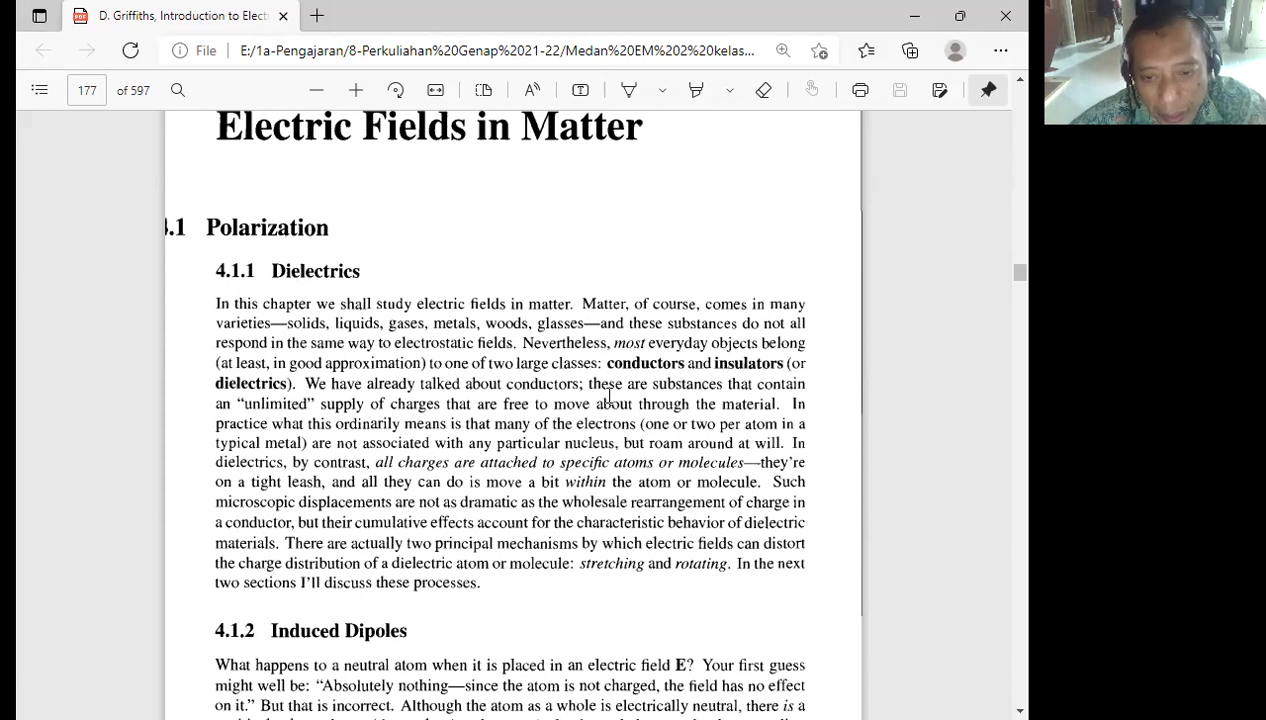 D. Griffiths, Introduction to Elect
File E:/1a-Pengajaran/8-Perkuliahan%20Genap%2021-22/Medan%20EM%202%20kelas...
177 of 597
Electric Fields in Matter
.1 Polarization
4.1.1 Dielectrics
In this chapter we shall study electric fields in matter. Matter, of course, comes in many
varieties—solids, liquids, gases, metals, woods, glasses—and these substances do not all
respond in the same way to electrostatic fields. Nevertheless, most everyday objects belong
(at least, in good approximation) to one of two large classes: conductors and insulators (or
dielectrics). We have already talked about conductors; these are substances that contain
an “unlimited” supply of charges that are free to move about through the material. In
practice what this ordinarily means is that many of the electrons (one or two per atom in a
typical metal) are not associated with any particular nucleus, but roam around at will. In
dielectrics, by contrast, all charges are attached to specific atoms or molecules—they’re
on a tight leash, and all they can do is move a bit within the atom or molecule. Such
microscopic displacements are not as dramatic as the wholesale rearrangement of charge in
a conductor, but their cumulative effects account for the characteristic behavior of dielectric
materials. There are actually two principal mechanisms by which electric fields can distort
the charge distribution of a dielectric atom or molecule: stretching and rotating. In the next
two sections I’ll discuss these processes.
4.1.2 Induced Dipoles
What happens to a neutral atom when it is placed in an electric field E? Your first guess
might well be: “Absolutely nothing—since the atom is not charged, the field has no effect
on it.” But that is incorrect. Although the atom as a whole is electrically neutral, there is a